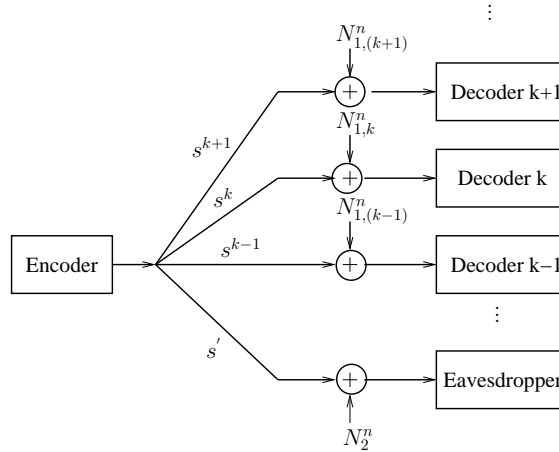 ⋮
N^n_{1,(k+1)}
Decoder k+1
s^{k+1}
N^n_{1,k}
Decoder k
s^k
N^n_{1,(k−1)}
s^{k−1}
Encoder
Decoder k−1
⋮
s^'
Eavesdropper
N^n_2